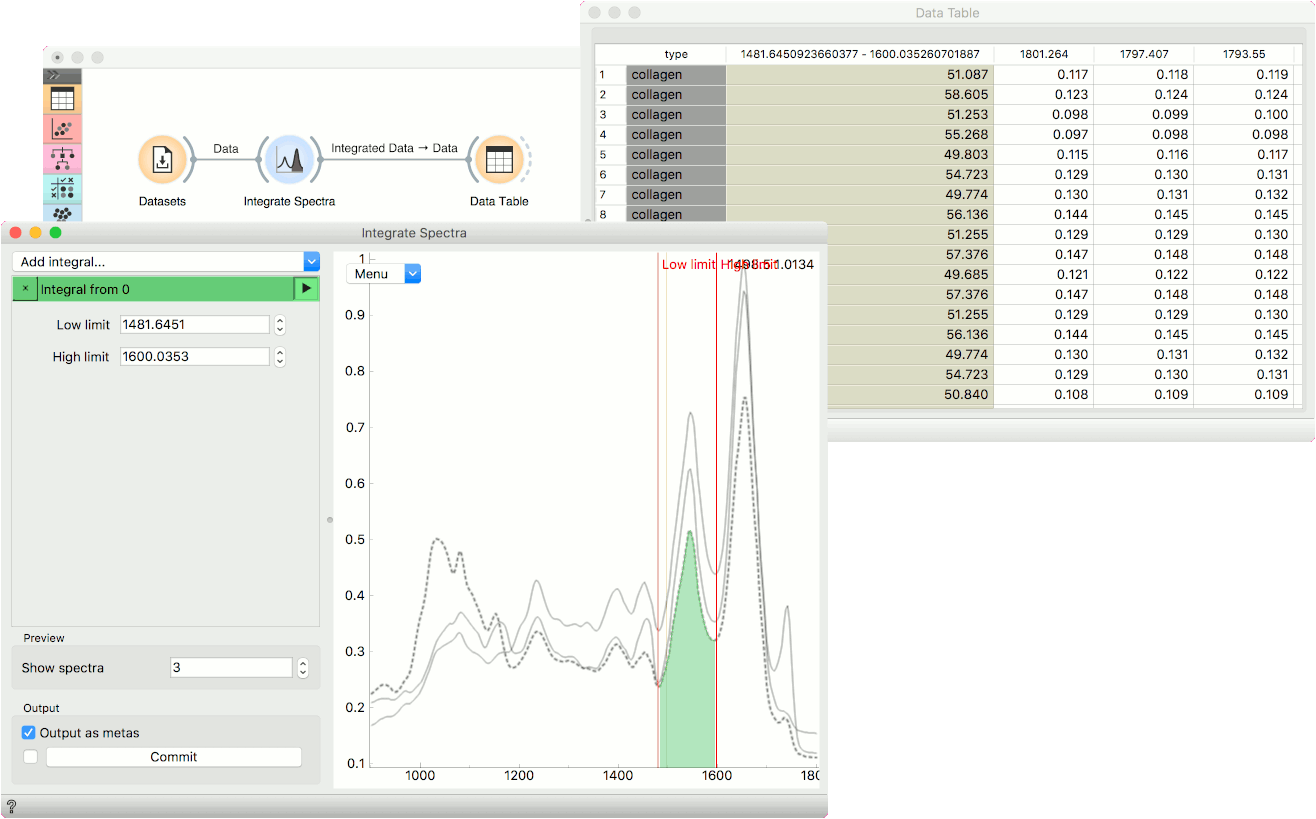 Data Table
type 1481.6450923660377 - 1600.035260701887 1801.264 1797.407 1793.55
1 collagen 51.087 0.117 0.118 0.119
2 collagen 58.605 0.123 0.124 0.124
3 collagen 51.253 0.098 0.099 0.100
4 collagen 55.268 0.097 0.098 0.098
5 collagen 49.803 0.115 0.116 0.117
6 collagen 54.723 0.129 0.130 0.131
7 collagen 49.774 0.130 0.131 0.132
8 collagen 56.136 0.144 0.145 0.145
51.255 0.129 0.129 0.130
57.376 0.147 0.148 0.148
49.685 0.121 0.122 0.122
57.376 0.147 0.148 0.148
51.255 0.129 0.129 0.130
56.136 0.144 0.145 0.145
49.774 0.130 0.131 0.132
54.723 0.129 0.130 0.131
50.840 0.108 0.109 0.109
Data
Integrated Data → Data
Datasets
Integrate Spectra
Data Table
Integrate Spectra
Add integral...
× Integral from 0
Low limit 1481.6451
High limit 1600.0353
Preview
Show spectra 3
Output
Output as metas
Commit
?
Menu
Low limit High limit
1.0134
1
0.9
0.8
0.7
0.6
0.5
0.4
0.3
0.2
0.1
1000 1200 1400 1600 180